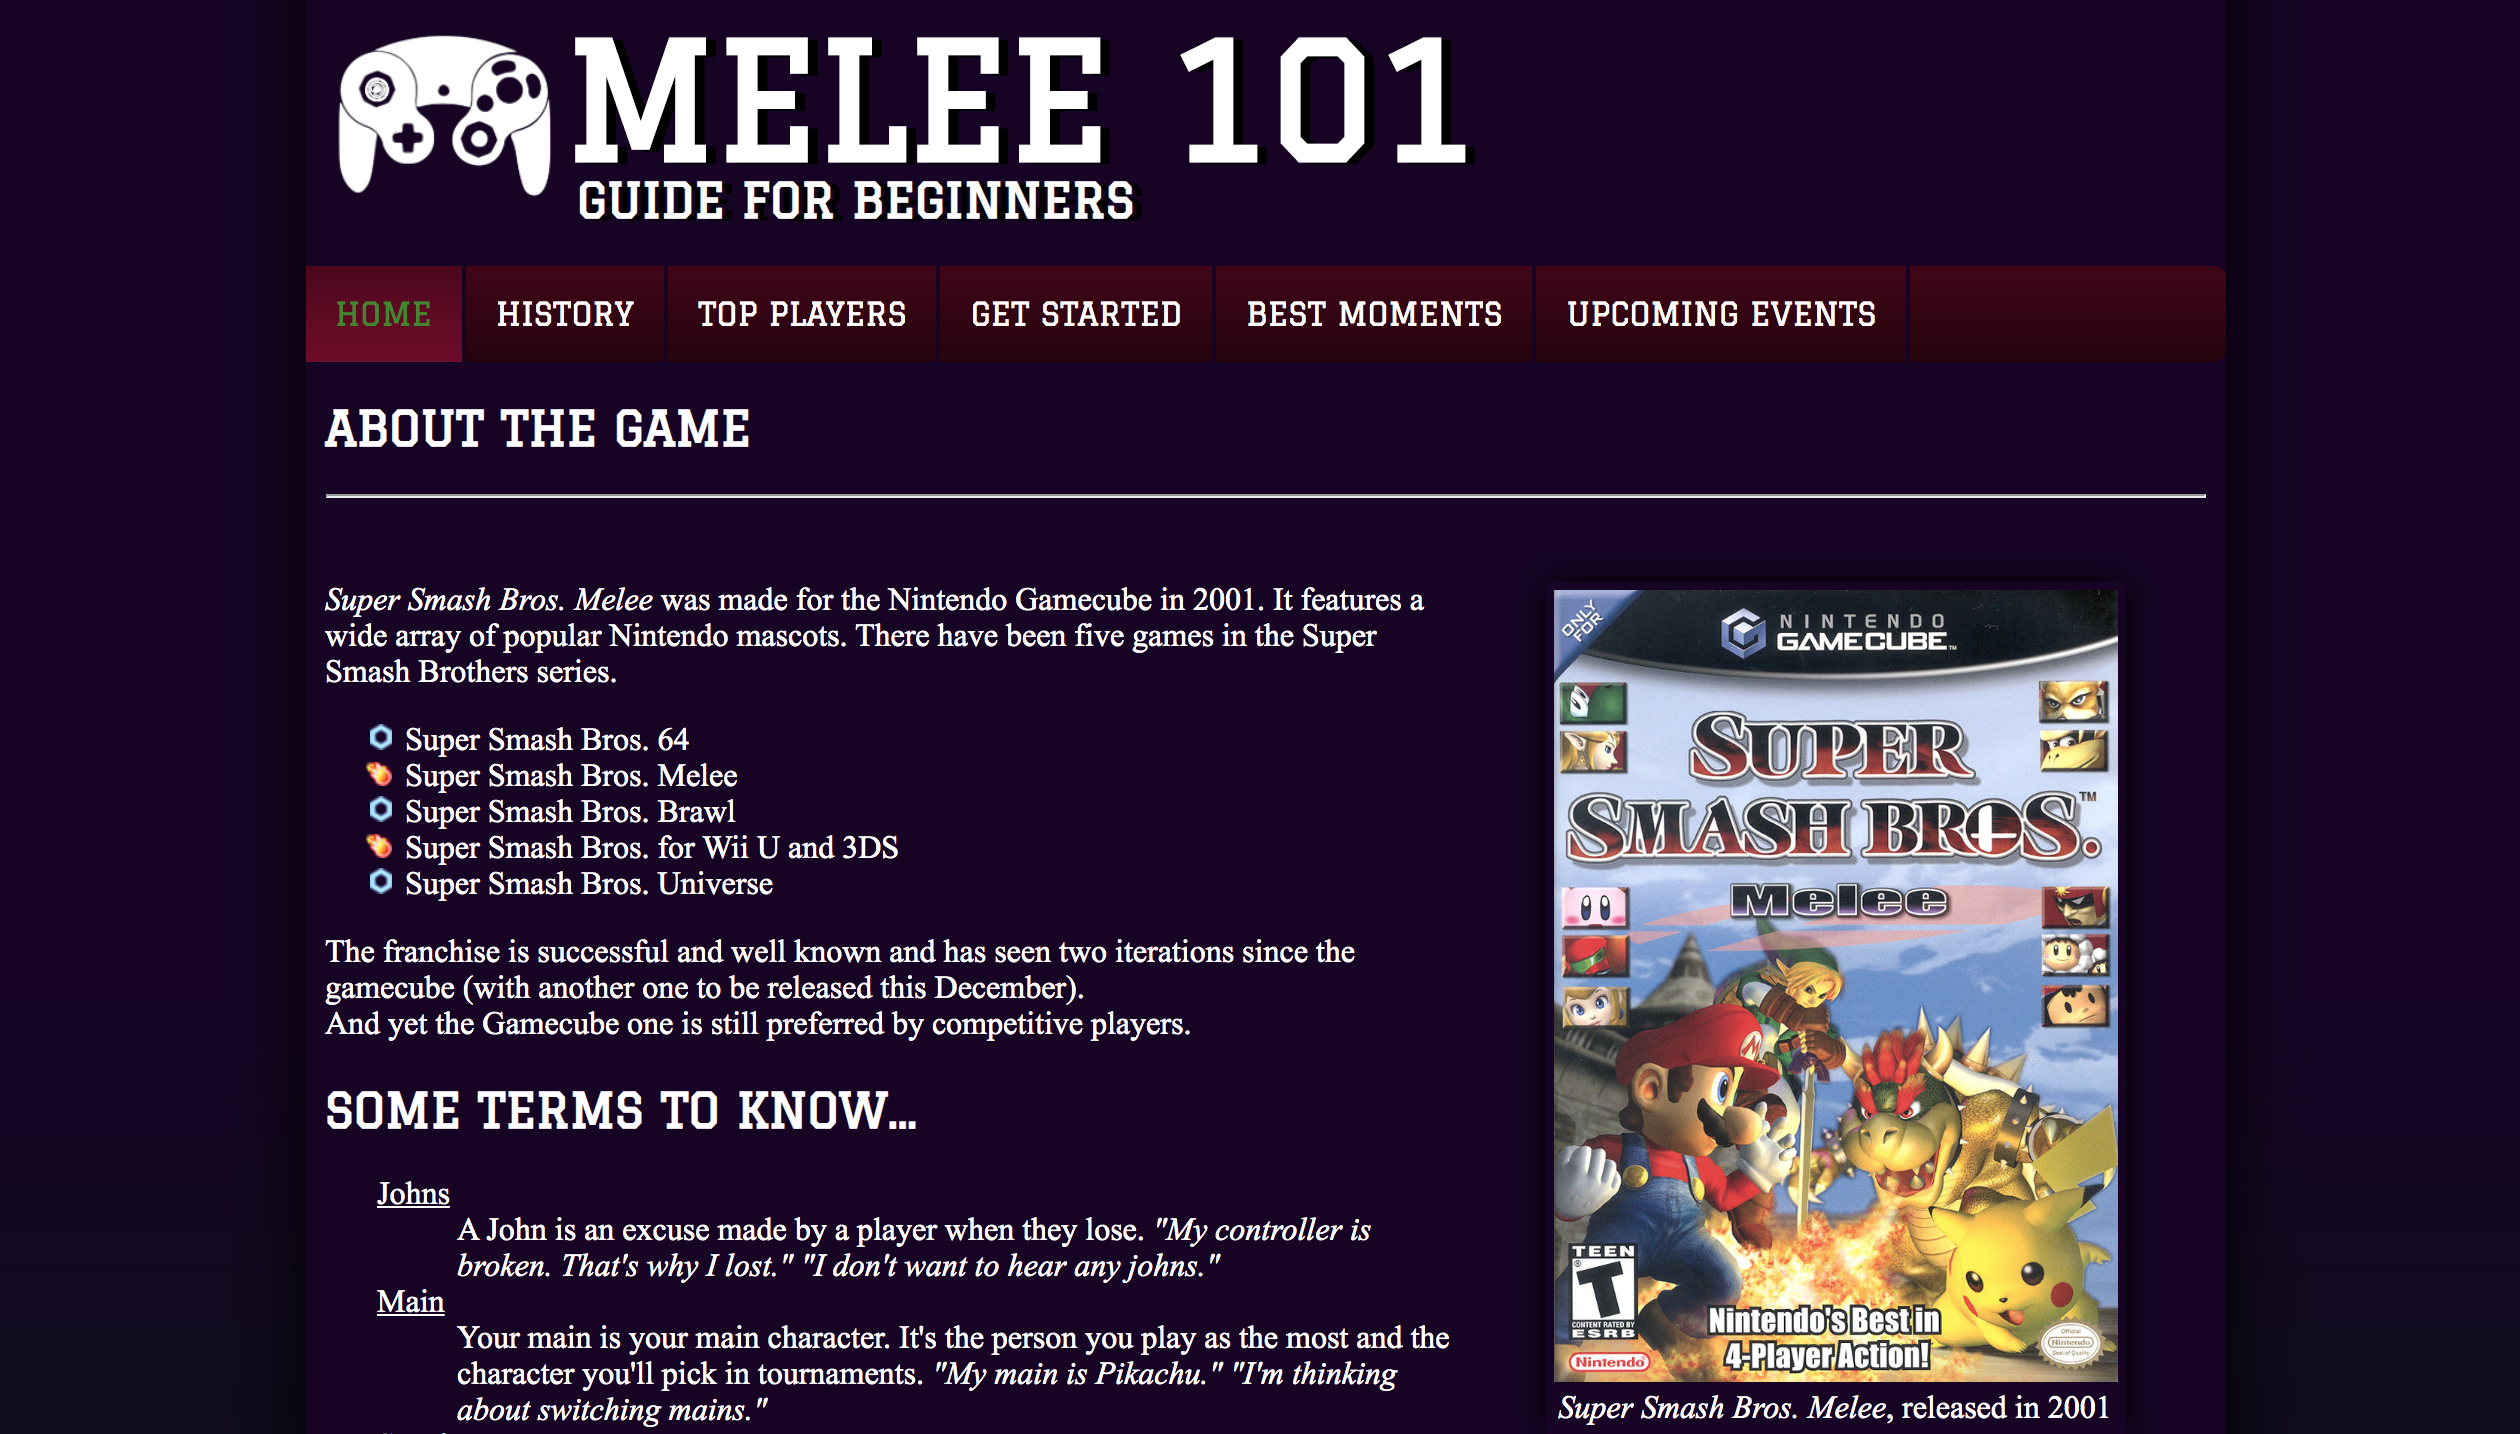 MELEE 101
GUIDE FOR BEGINNERS
HOME HISTORY TOP PLAYERS GET STARTED BEST MOMENTS UPCOMING EVENTS
ABOUT THE GAME
Super Smash Bros. Melee was made for the Nintendo Gamecube in 2001. It features a
wide array of popular Nintendo mascots. There have been five games in the Super
Smash Brothers series.
Super Smash Bros. 64
Super Smash Bros. Melee
Super Smash Bros. Brawl
Super Smash Bros. for Wii U and 3DS
Super Smash Bros. Universe
The franchise is successful and well known and has seen two iterations since the
gamecube (with another one to be released this December).
And yet the Gamecube one is still preferred by competitive players.
SOME TERMS TO KNOW...
Johns
A John is an excuse made by a player when they lose. "My controller is
broken. That's why I lost." "I don't want to hear any johns."
Main
Your main is your main character. It's the person you play as the most and the
character you'll pick in tournaments. "My main is Pikachu." "I'm thinking
about switching mains."
ONLY
FOR
NINTENDO
GAMECUBE™
SUPER
SMASH BROS.™
Melee
M
TEEN
T
®
CONTENT RATED BY
ESRB
Nintendo's Best in
4-Player Action!
Nintendo®
Official
Nintendo
Seal of Quality
Super Smash Bros. Melee, released in 2001